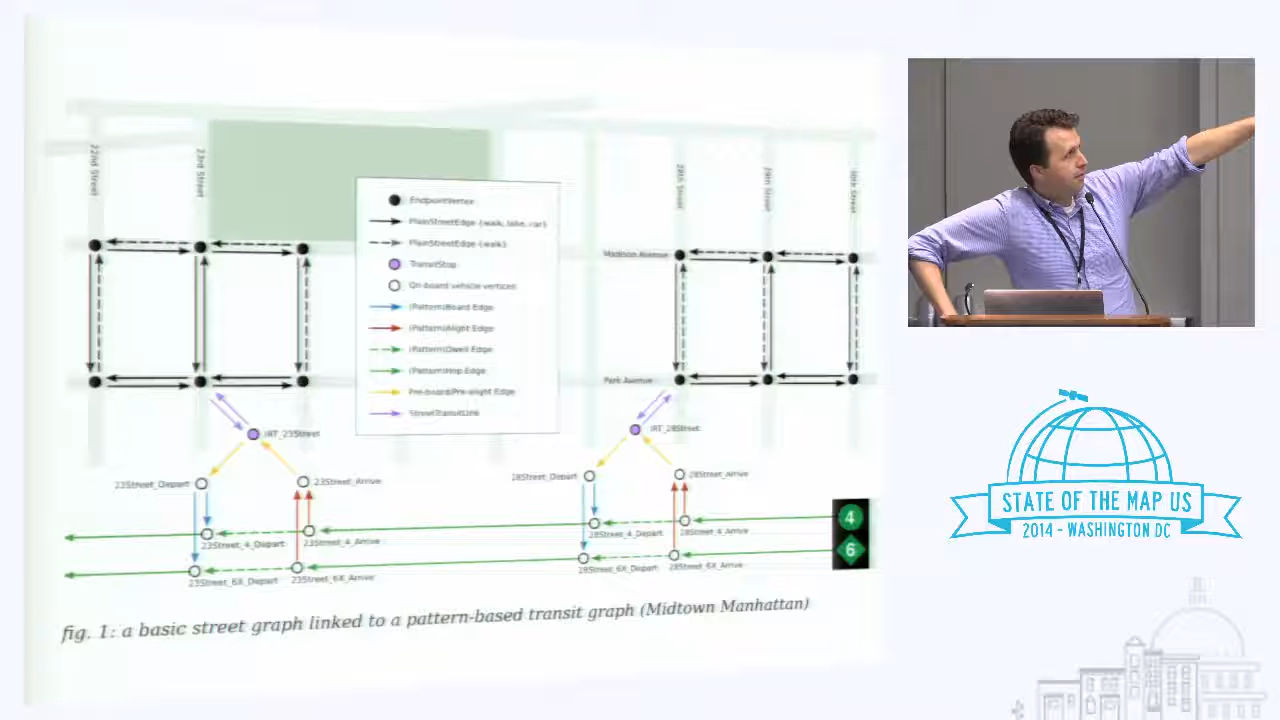 22nd Street
23rd Street
28th Street
29th Street
30th Street
EndpointVertex
PlainStreetEdge (walk, bike, car)
PlainStreetEdge (walk)
TransitStop
On-board vehicle vertices
(Pattern)Board Edge
(Pattern)Alight Edge
(Pattern)Dwell Edge
(Pattern)Hop Edge
Pre-board/Pre-alight Edge
StreetTransitLink
Madison Avenue
Park Avenue
IRT_23Street
IRT_28Street
23Street_Depart
23Street_Arrive
28Street_Depart
28Street_Arrive
23Street_4_Depart
23Street_4_Arrive
28Street_4_Depart
28Street_4_Arrive
4
23Street_6X_Depart
23Street_6X_Arrive
28Street_6X_Depart
28Street_6X_Arrive
6
fig. 1: a basic street graph linked to a pattern-based transit graph (Midtown Manhattan)
STATE OF THE MAP US
2014 - WASHINGTON DC